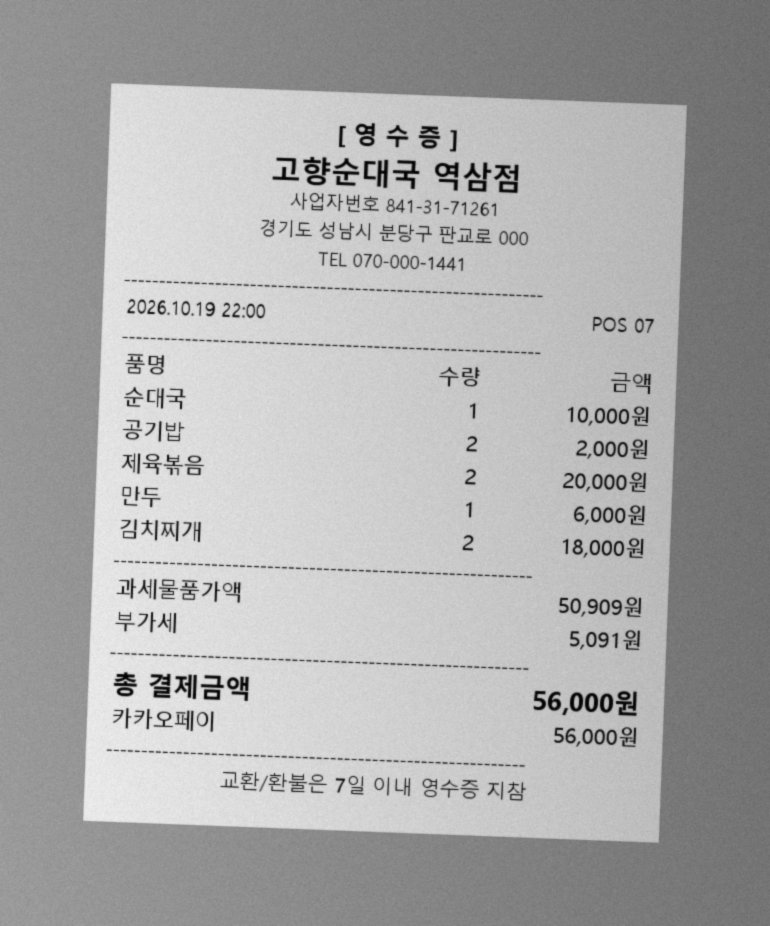 [ 영 수 증 ]
고향순대국 역삼점
사업자번호 841-31-71261
경기도 성남시 분당구 판교로 000
TEL 070-000-1441
2026.10.19 22:00 POS 07
품명 수량 금액
순대국 1 10,000원
공기밥 2 2,000원
제육볶음 2 20,000원
만두 1 6,000원
김치찌개 2 18,000원
과세물품가액 50,909원
부가세 5,091원
총 결제금액 56,000원
카카오페이 56,000원
교환/환불은 7일 이내 영수증 지참